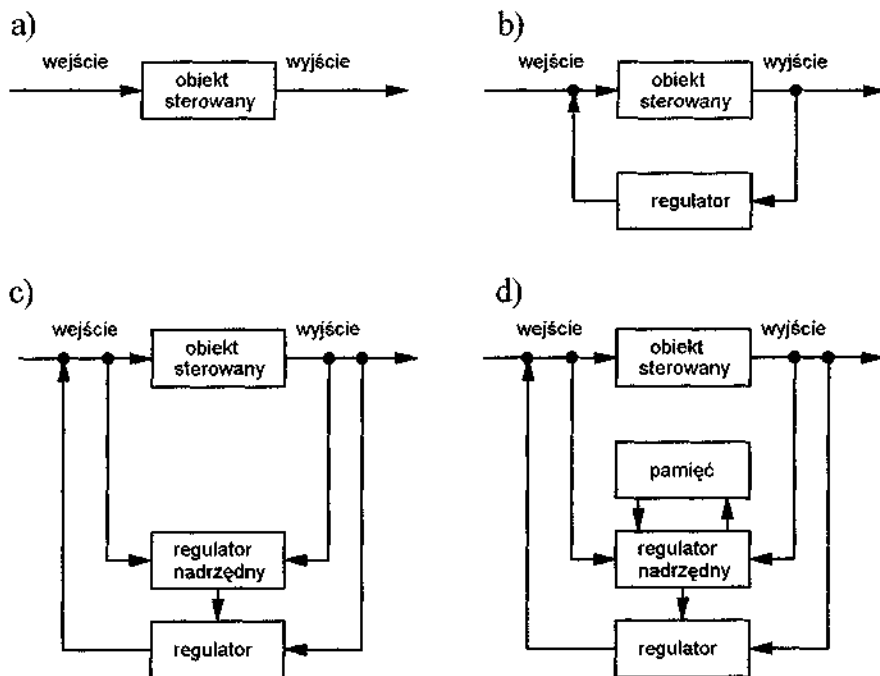 a)
wejście
obiekt
sterowany
wyjście
b)
wejście
obiekt
sterowany
wyjście
regulator
c)
wejście
obiekt
sterowany
wyjście
regulator
nadrzędny
regulator
d)
wejście
obiekt
sterowany
wyjście
pamięć
regulator
nadrzędny
regulator